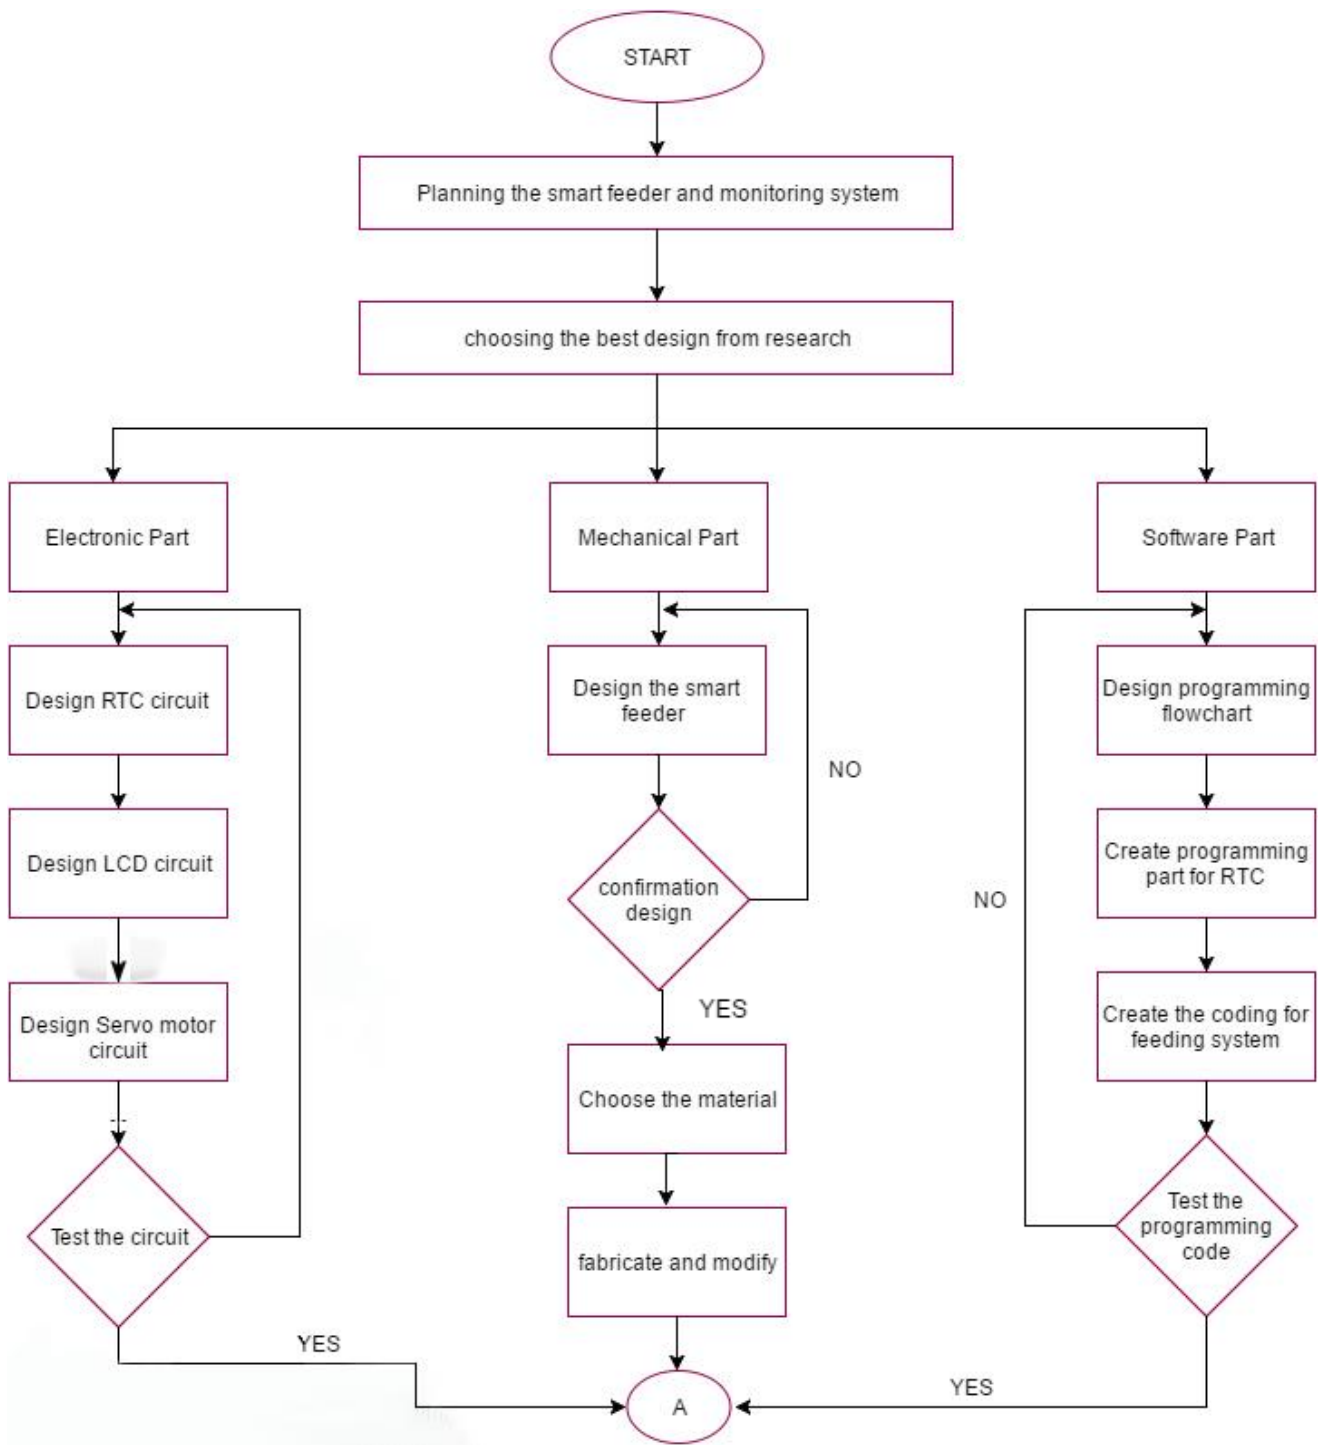 START
Planning the smart feeder and monitoring system
choosing the best design from research
Electronic Part
Mechanical Part
Software Part
Design RTC circuit
Design the smart
feeder
Design programming
flowchart
NO
Design LCD circuit
confirmation
design
Create programming
part for RTC
NO
YES
Design Servo motor
circuit
Create the coding for
feeding system
Choose the material
Test the circuit
fabricate and modify
Test the
programming
code
YES
YES
A